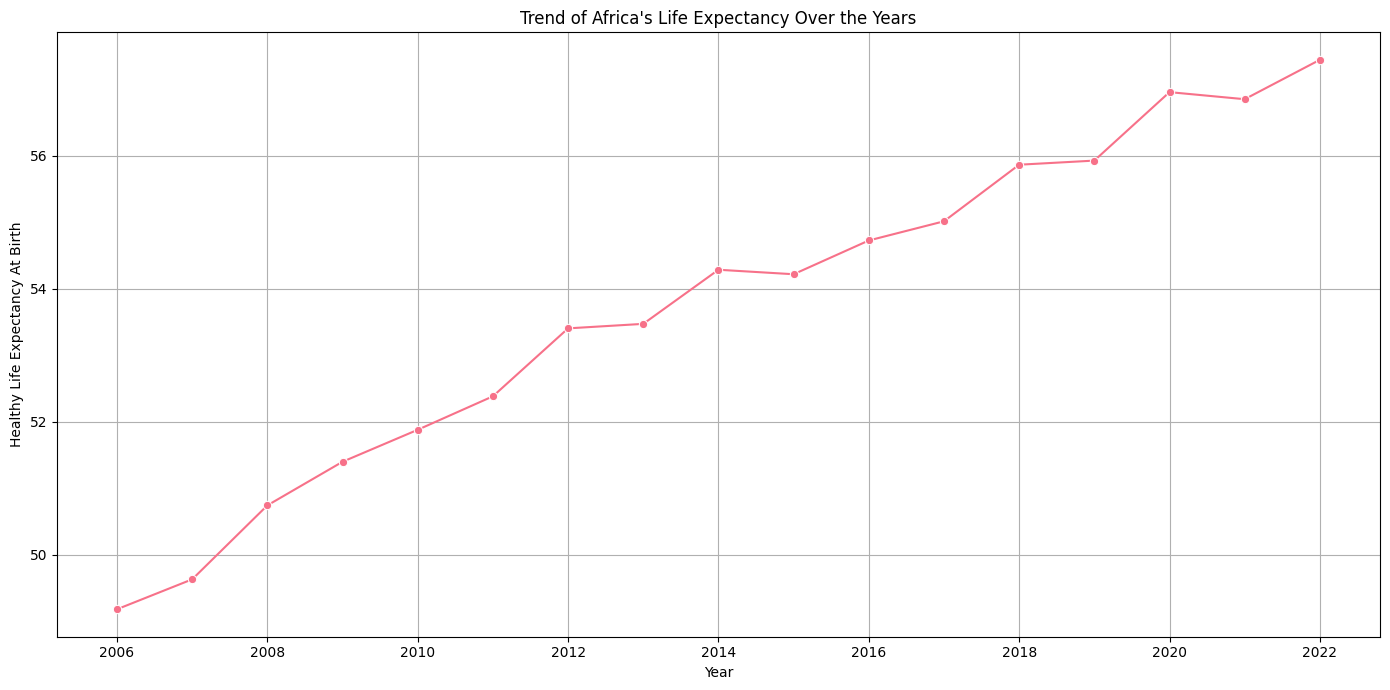 Trend of Africa's Life Expectancy Over the Years
Healthy Life Expectancy At Birth
56
54
52
50
2006 2008 2010 2012 2014 2016 2018 2020 2022
Year